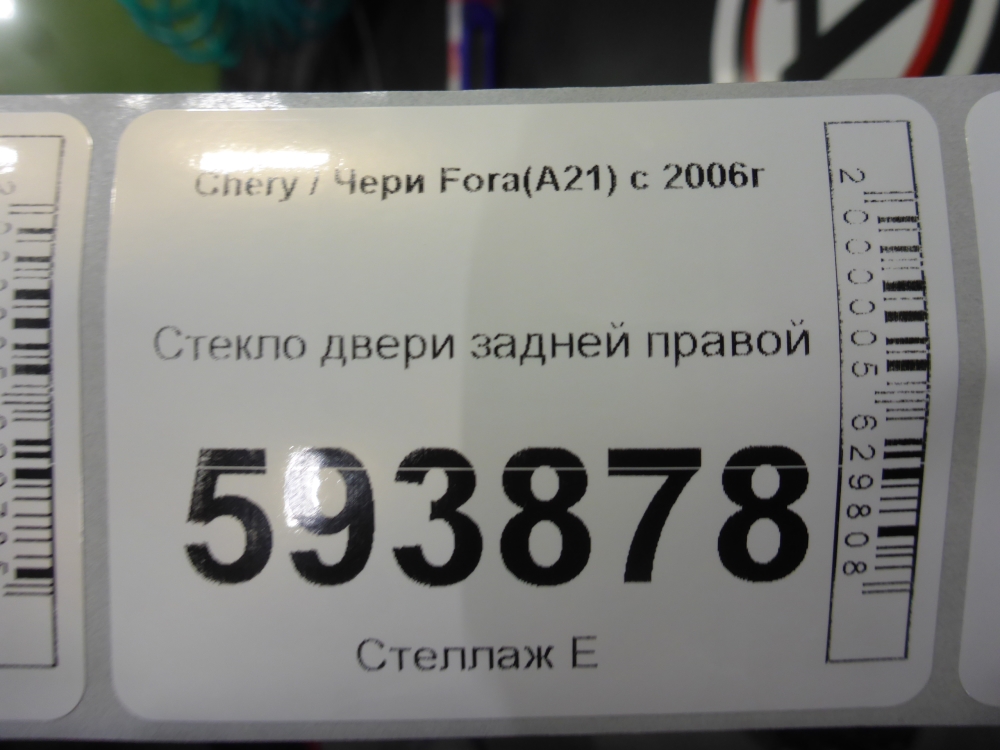 Chery / Чери Fora(A21) с 2006г
Стекло двери задней правой
593878
Стеллаж Е
2000005629808